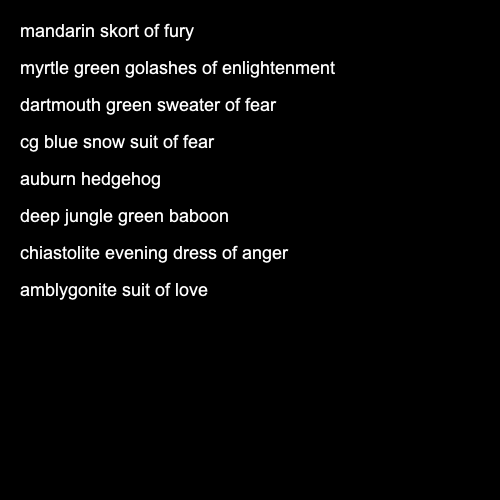 mandarin skort of fury
myrtle green golashes of enlightenment
dartmouth green sweater of fear
cg blue snow suit of fear
auburn hedgehog
deep jungle green baboon
chiastolite evening dress of anger
amblygonite suit of love